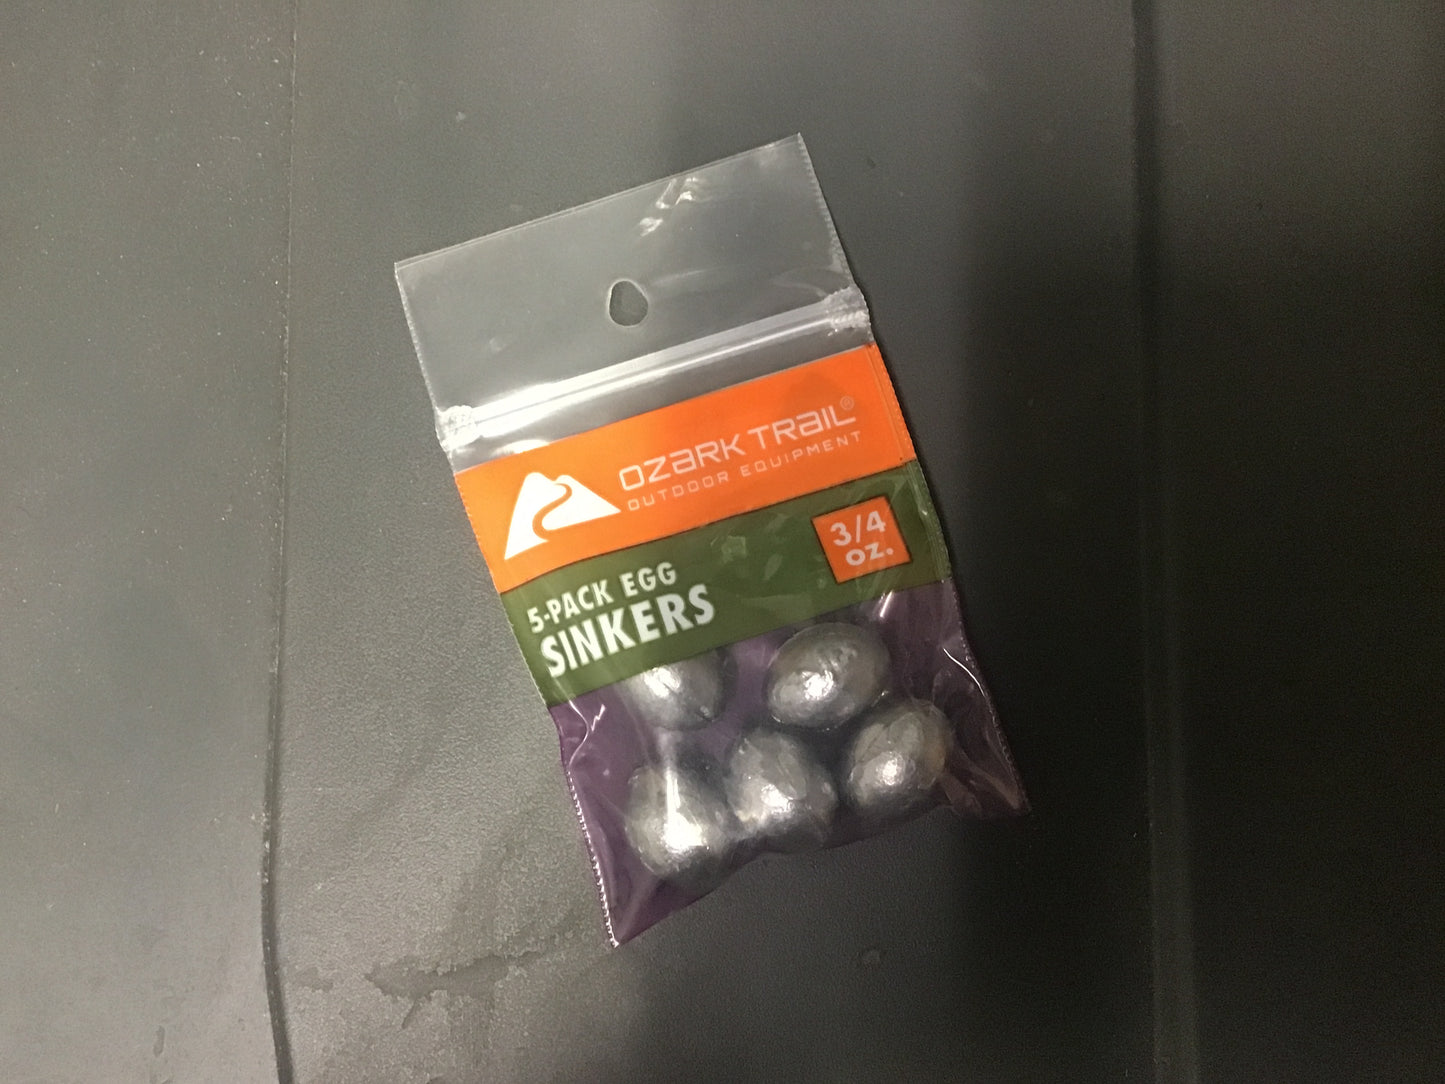 OZARK TRAIL®
OUTDOOR EQUIPMENT
3/4
OZ.
5-PACK EGG
SINKERS